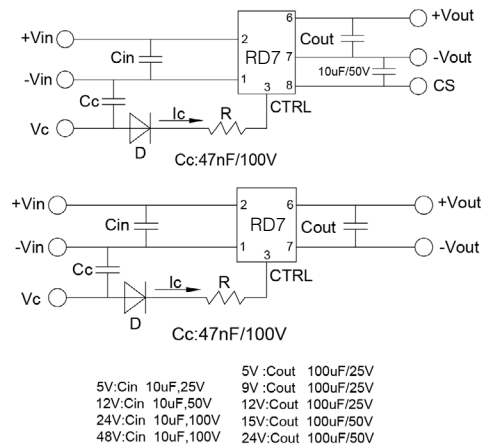 6
+Vout
+Vin
2
Cout
Cin
RD7
7
-Vout
10uF/50V
-Vin
1
3
8
CS
Cc
CTRL
Ic
R
Vc
D
Cc:47nF/100V
+Vin
2
6
+Vout
Cin
RD7
Cout
-Vin
1
7
-Vout
3
Cc
CTRL
Ic
R
Vc
D
Cc:47nF/100V
5V:Cin 10uF,25V
12V:Cin 10uF,50V
24V:Cin 10uF,100V
48V:Cin 10uF,100V
5V :Cout 100uF/25V
9V:Cout 100uF/25V
12V:Cout 100uF/25V
15V:Cout 100uF/50V
24V:Cout 100uF/50V